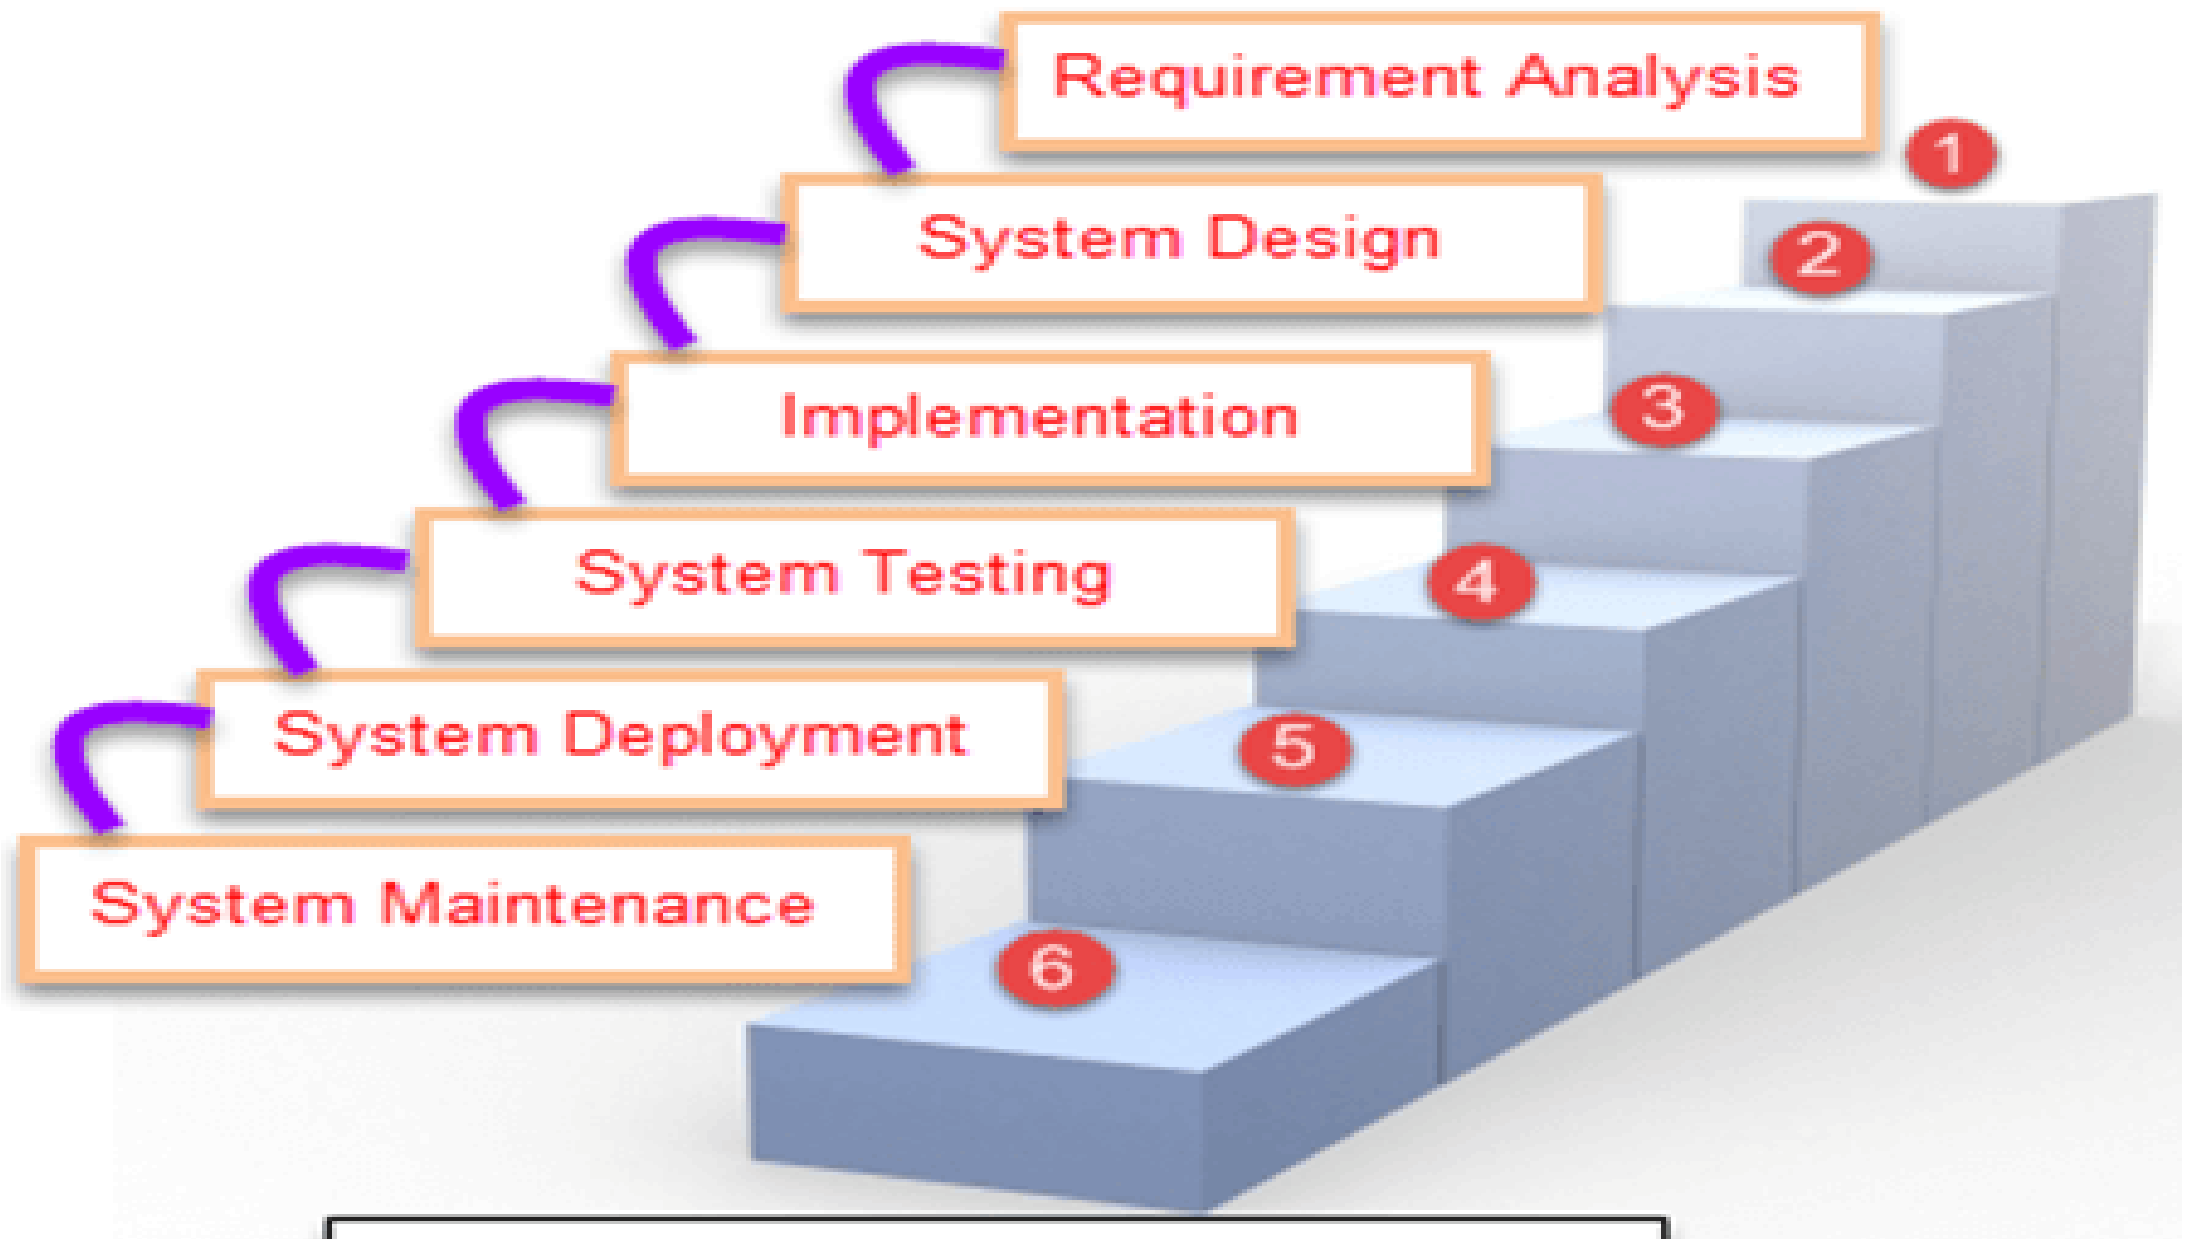 Requirement Analysis
1
System Design
2
Implementation
3
System Testing
4
System Deployment
5
System Maintenance
6